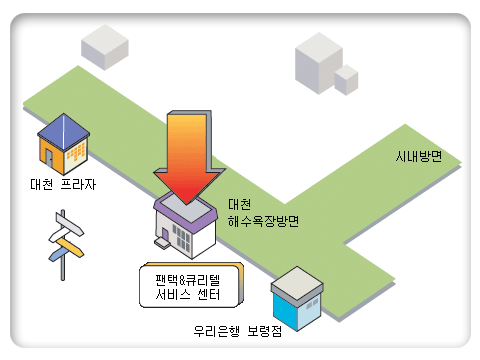 시내방면
대천 프라자
대천
해수욕장방면
팬택&큐리텔
서비스 센터
우리은행 보령점